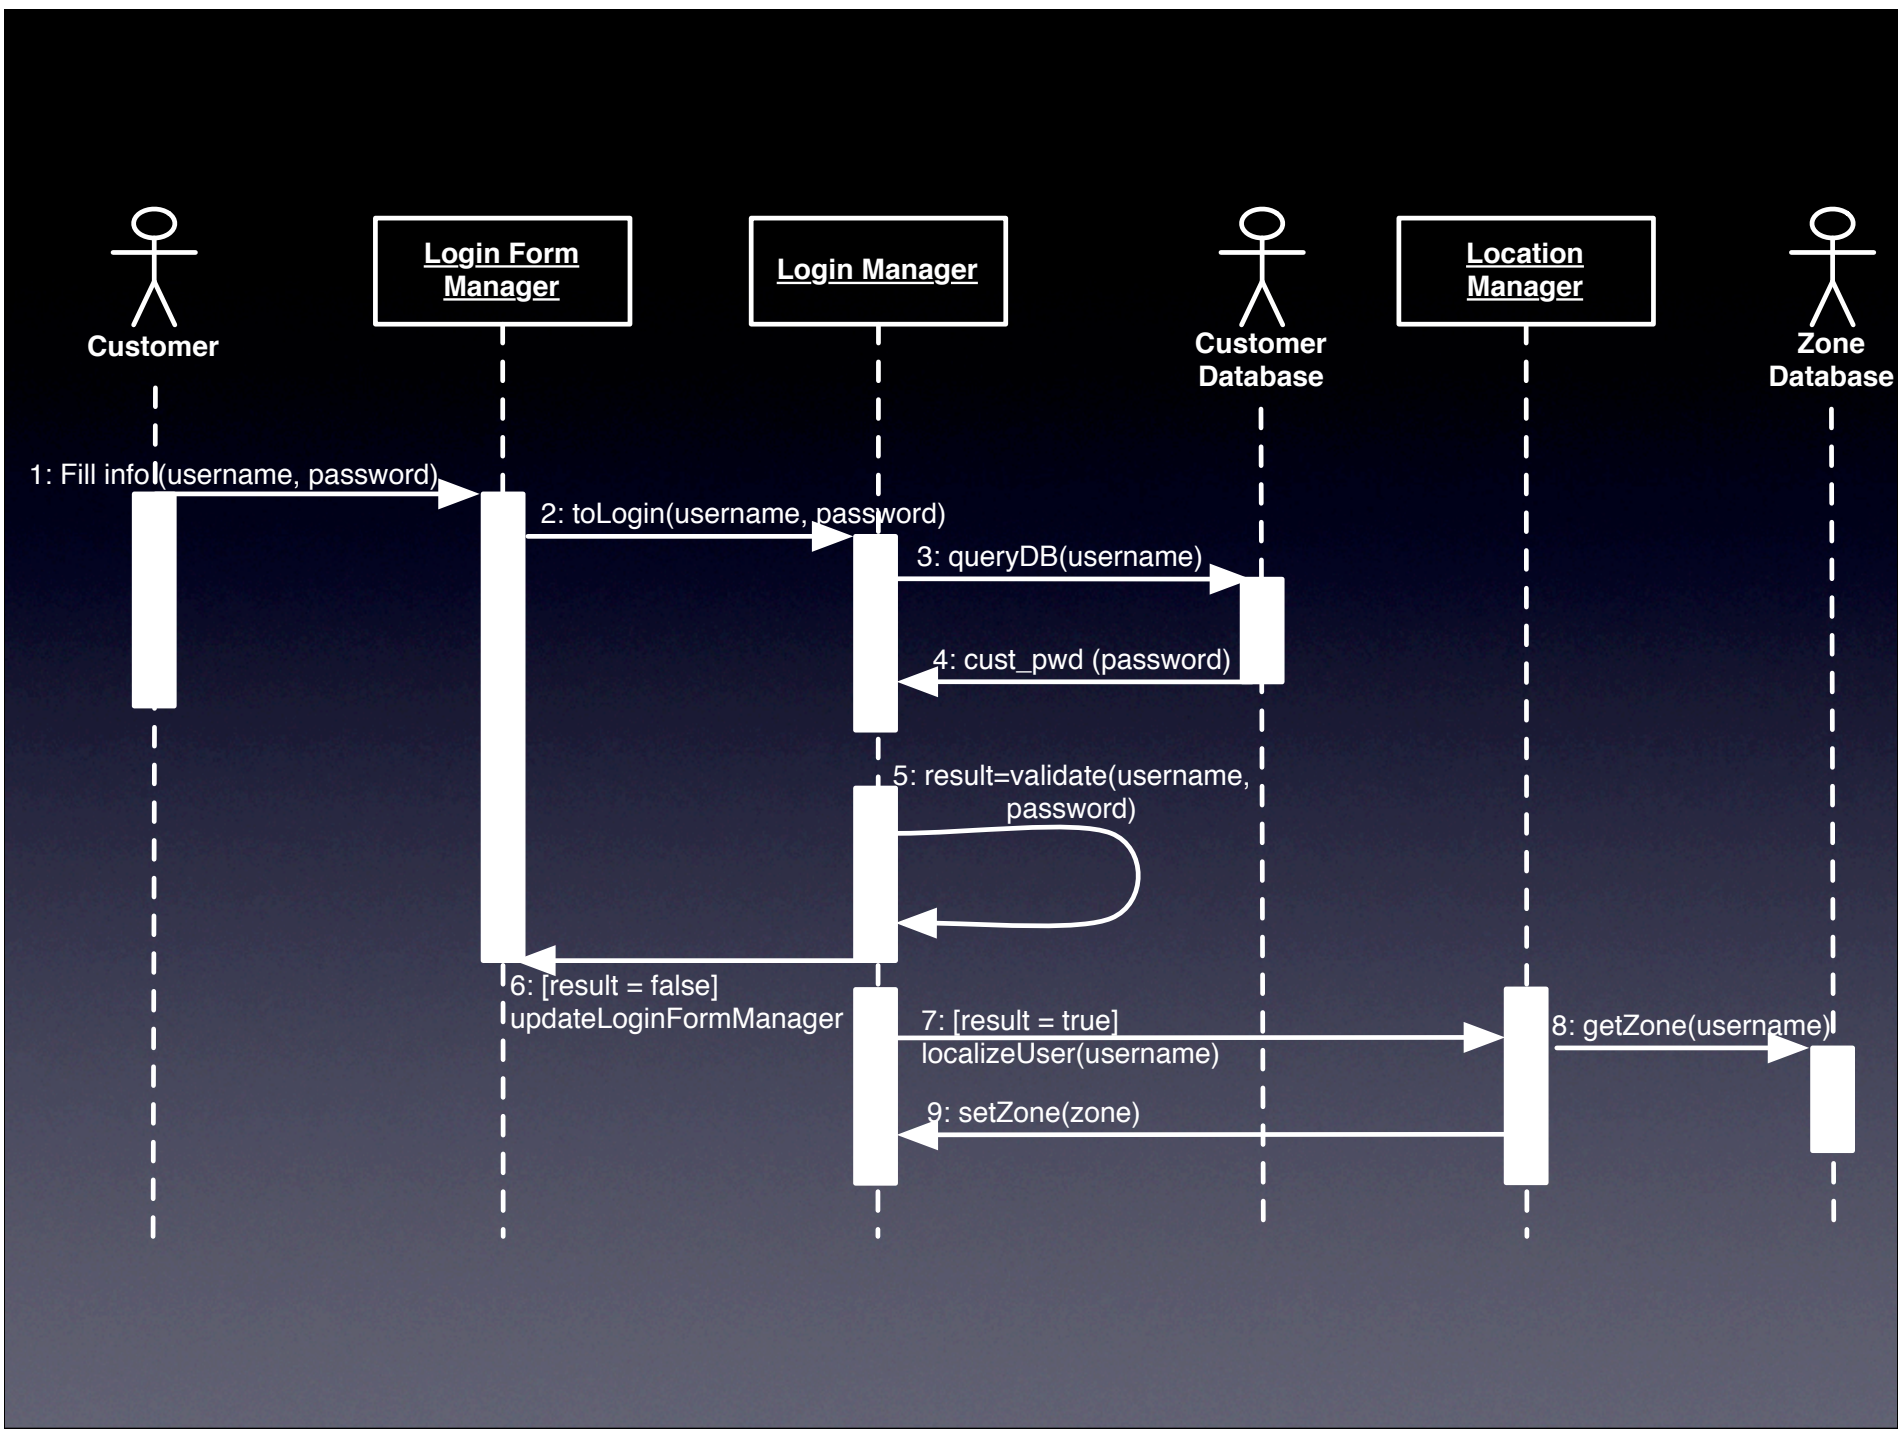 Login Form
Manager
Login Manager
Location
Manager
Customer
Customer
Database
Zone
Database
1: Fill info (username, password)
2: toLogin(username, password)
3: queryDB(username)
4: cust_pwd (password)
5: result=validate(username,
password)
6: [result = false]
updateLoginFormManager
7: [result = true]
localizeUser(username)
8: getZone(username)
9: setZone(zone)